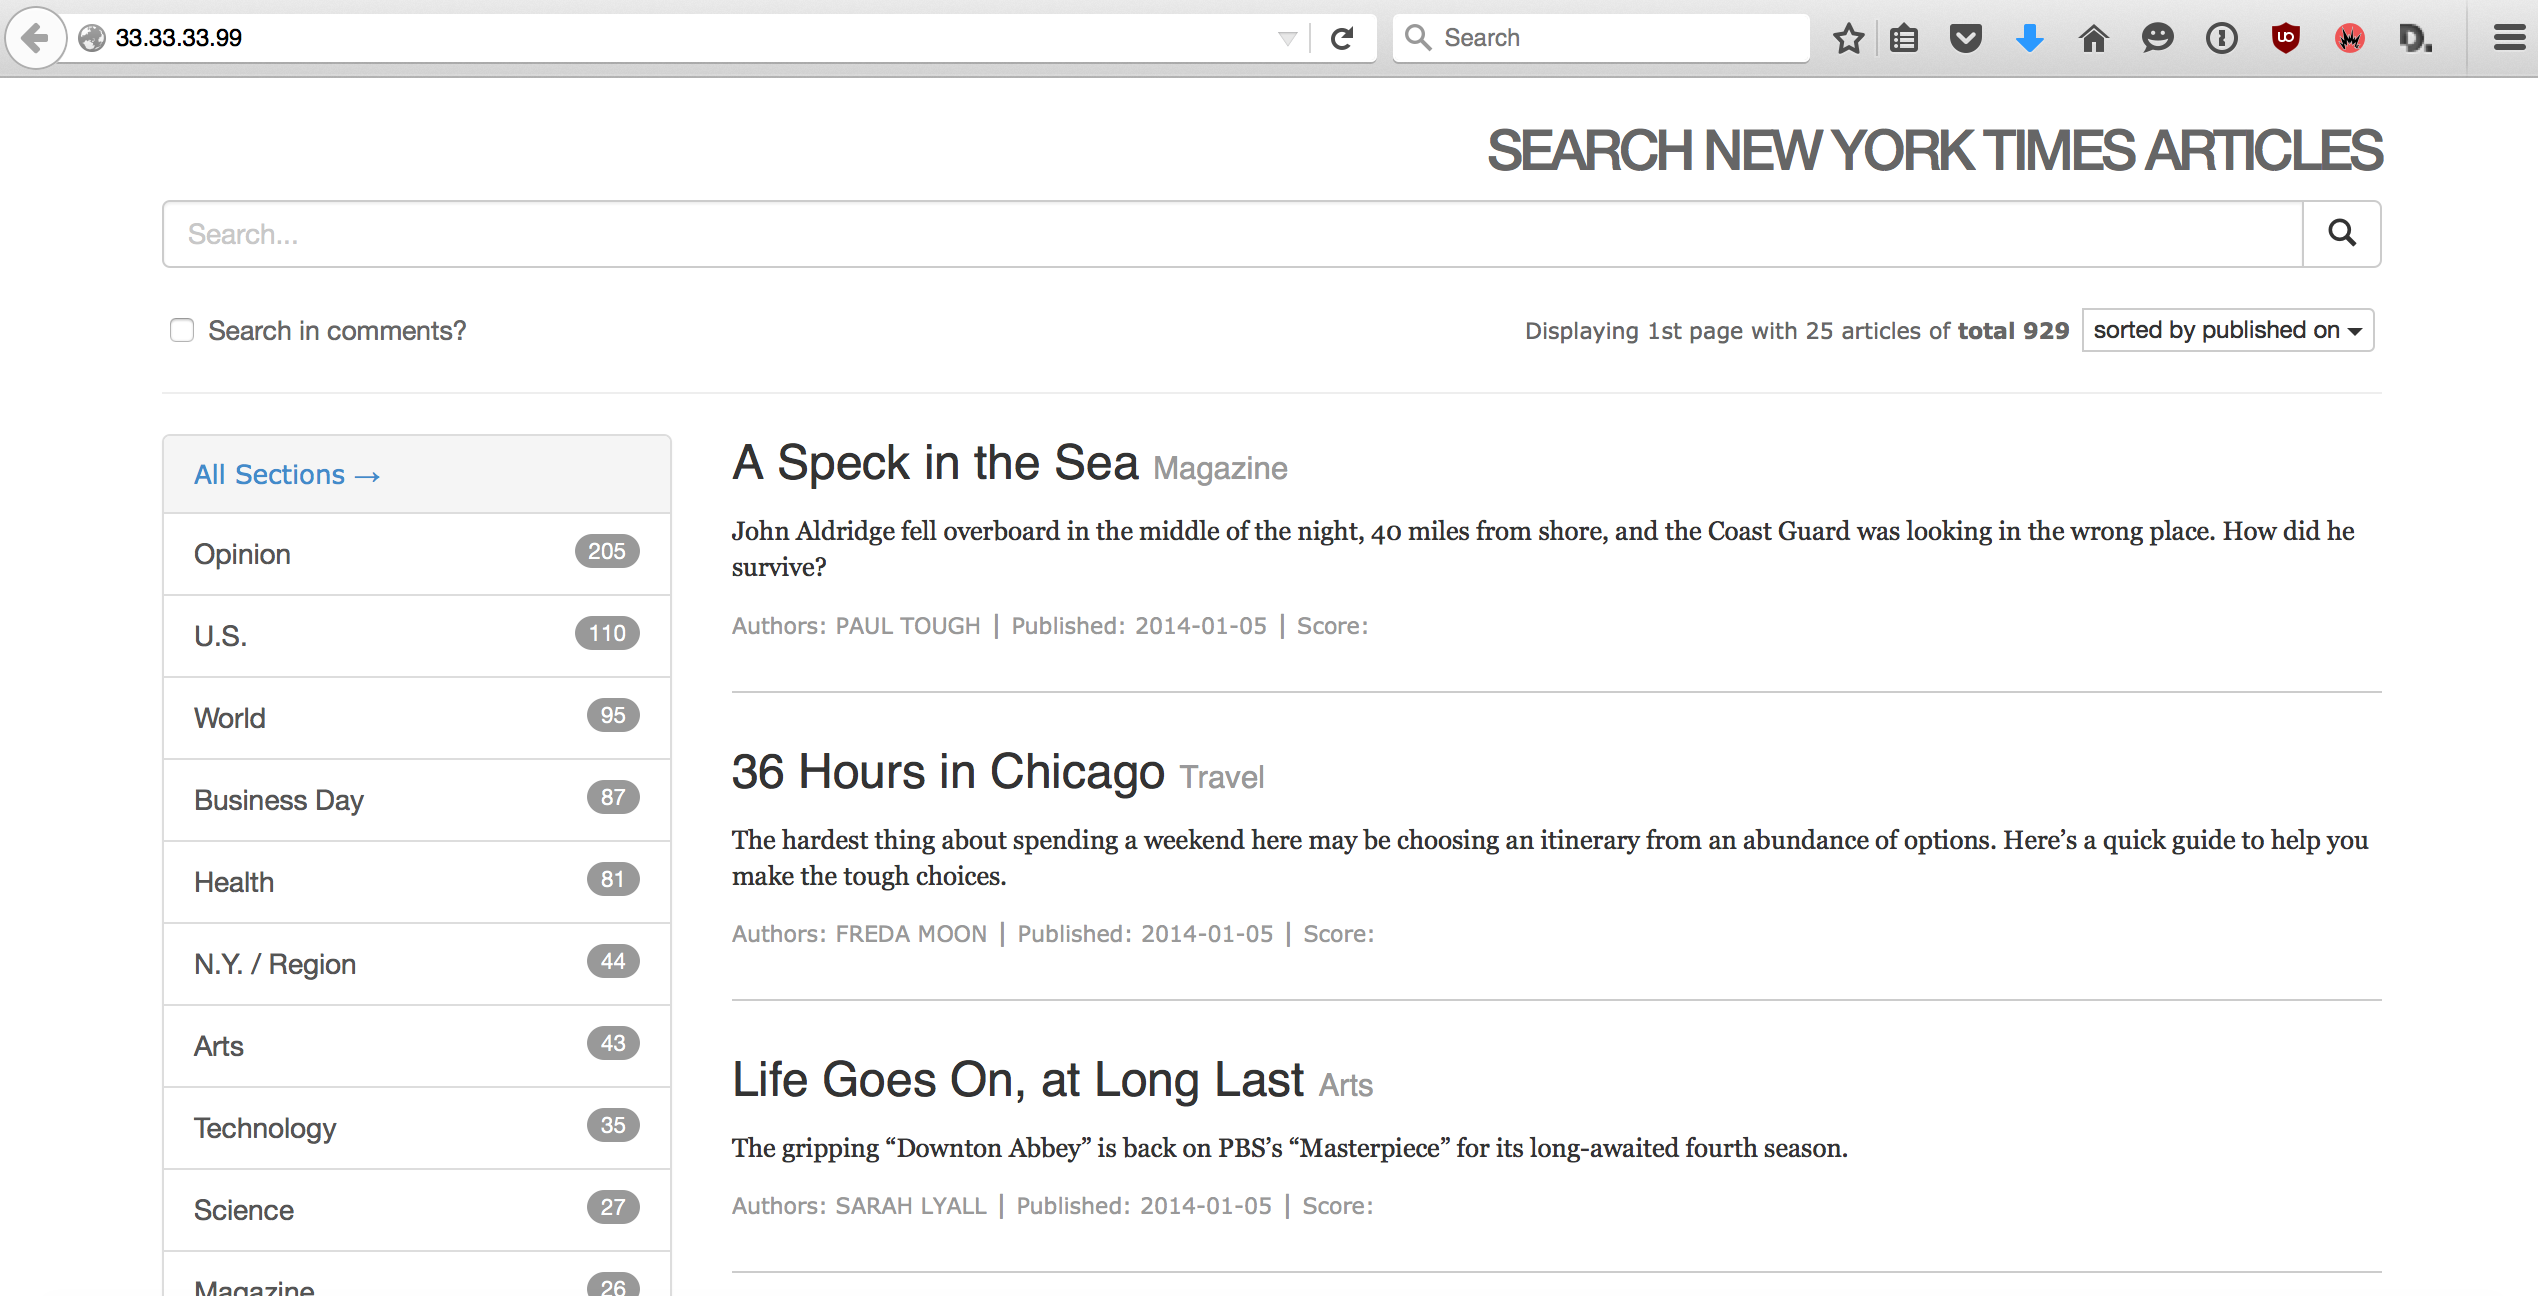 33.33.33.99
Search
SEARCH NEW YORK TIMES ARTICLES
Search...
Search in comments?
Displaying 1st page with 25 articles of total 929
sorted by published on
All Sections →
Opinion 205
U.S. 110
World 95
Business Day 87
Health 81
N.Y. / Region 44
Arts 43
Technology 35
Science 27
Magazine 26
A Speck in the Sea Magazine
John Aldridge fell overboard in the middle of the night, 40 miles from shore, and the Coast Guard was looking in the wrong place. How did he
survive?
Authors: PAUL TOUGH | Published: 2014-01-05 | Score:
36 Hours in Chicago Travel
The hardest thing about spending a weekend here may be choosing an itinerary from an abundance of options. Here’s a quick guide to help you
make the tough choices.
Authors: FREDA MOON | Published: 2014-01-05 | Score:
Life Goes On, at Long Last Arts
The gripping “Downton Abbey” is back on PBS’s “Masterpiece” for its long-awaited fourth season.
Authors: SARAH LYALL | Published: 2014-01-05 | Score: